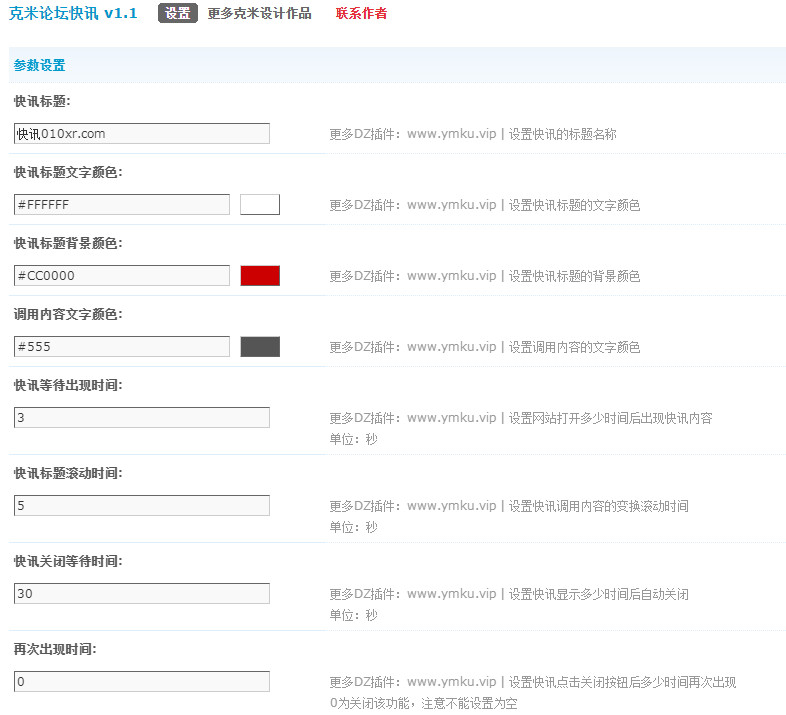 克米论坛快讯 v1.1 设置 更多克米设计作品 联系作者
参数设置
快讯标题:
快讯010xr.com 更多DZ插件：www.ymku.vip | 设置快讯的标题名称
快讯标题文字颜色:
#FFFFFF 更多DZ插件：www.ymku.vip | 设置快讯标题的文字颜色
快讯标题背景颜色:
#CC0000 更多DZ插件：www.ymku.vip | 设置快讯标题的背景颜色
调用内容文字颜色:
#555 更多DZ插件：www.ymku.vip | 设置调用内容的文字颜色
快讯等待出现时间:
3 更多DZ插件：www.ymku.vip | 设置网站打开多少时间后出现快讯内容
单位：秒
快讯标题滚动时间:
5 更多DZ插件：www.ymku.vip | 设置快讯调用内容的变换滚动时间
单位：秒
快讯关闭等待时间:
30 更多DZ插件：www.ymku.vip | 设置快讯显示多少时间后自动关闭
单位：秒
再次出现时间:
0 更多DZ插件：www.ymku.vip | 设置快讯点击关闭按钮后多少时间再次出现
0为关闭该功能，注意不能设置为空